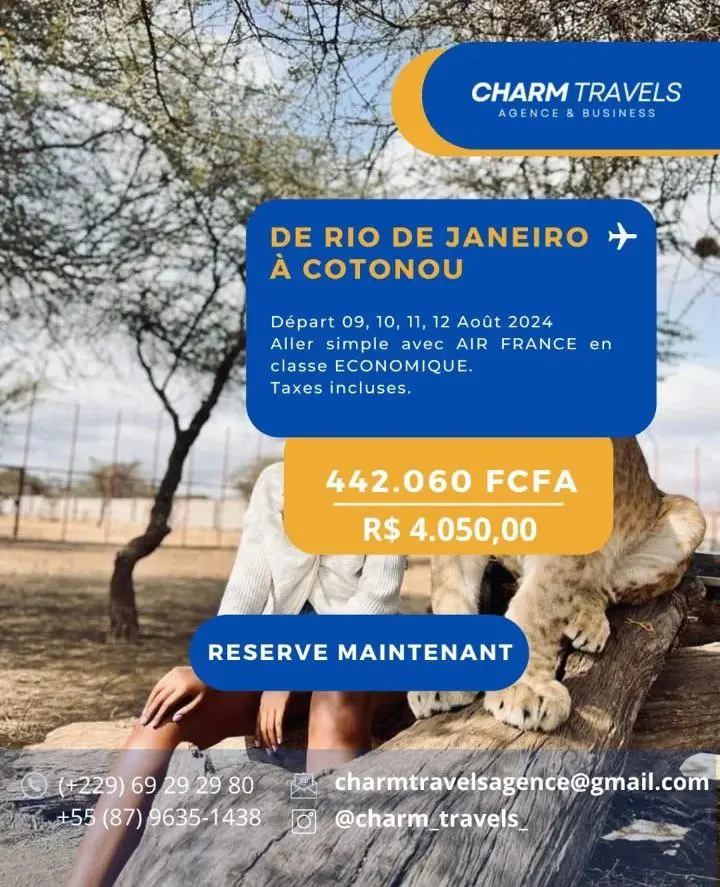 CHARM TRAVELS
AGENCE & BUSINESS
DE RIO DE JANEIRO
À COTONOU
Départ 09, 10, 11, 12 Août 2024
Aller simple avec AIR FRANCE en
classe ECONOMIQUE.
Taxes incluses.
442.060 FCFA
R$ 4.050,00
RESERVE MAINTENANT
(+229) 69 29 29 80
+55 (87) 9635-1438
charmtravelsagence@gmail.com
@charm_travels_